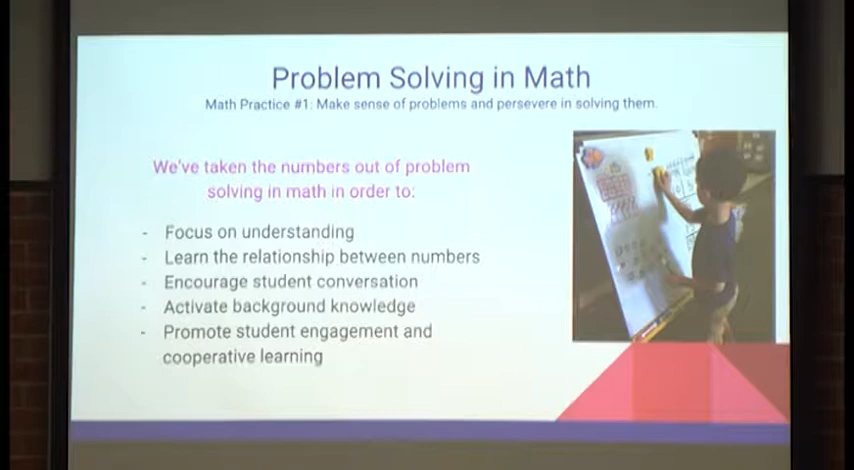 Problem Solving in Math
Math Practice #1: Make sense of problems and persevere in solving them.
We've taken the numbers out of problem
solving in math in order to:
- Focus on understanding
- Learn the relationship between numbers
- Encourage student conversation
- Activate background knowledge
- Promote student engagement and
cooperative learning